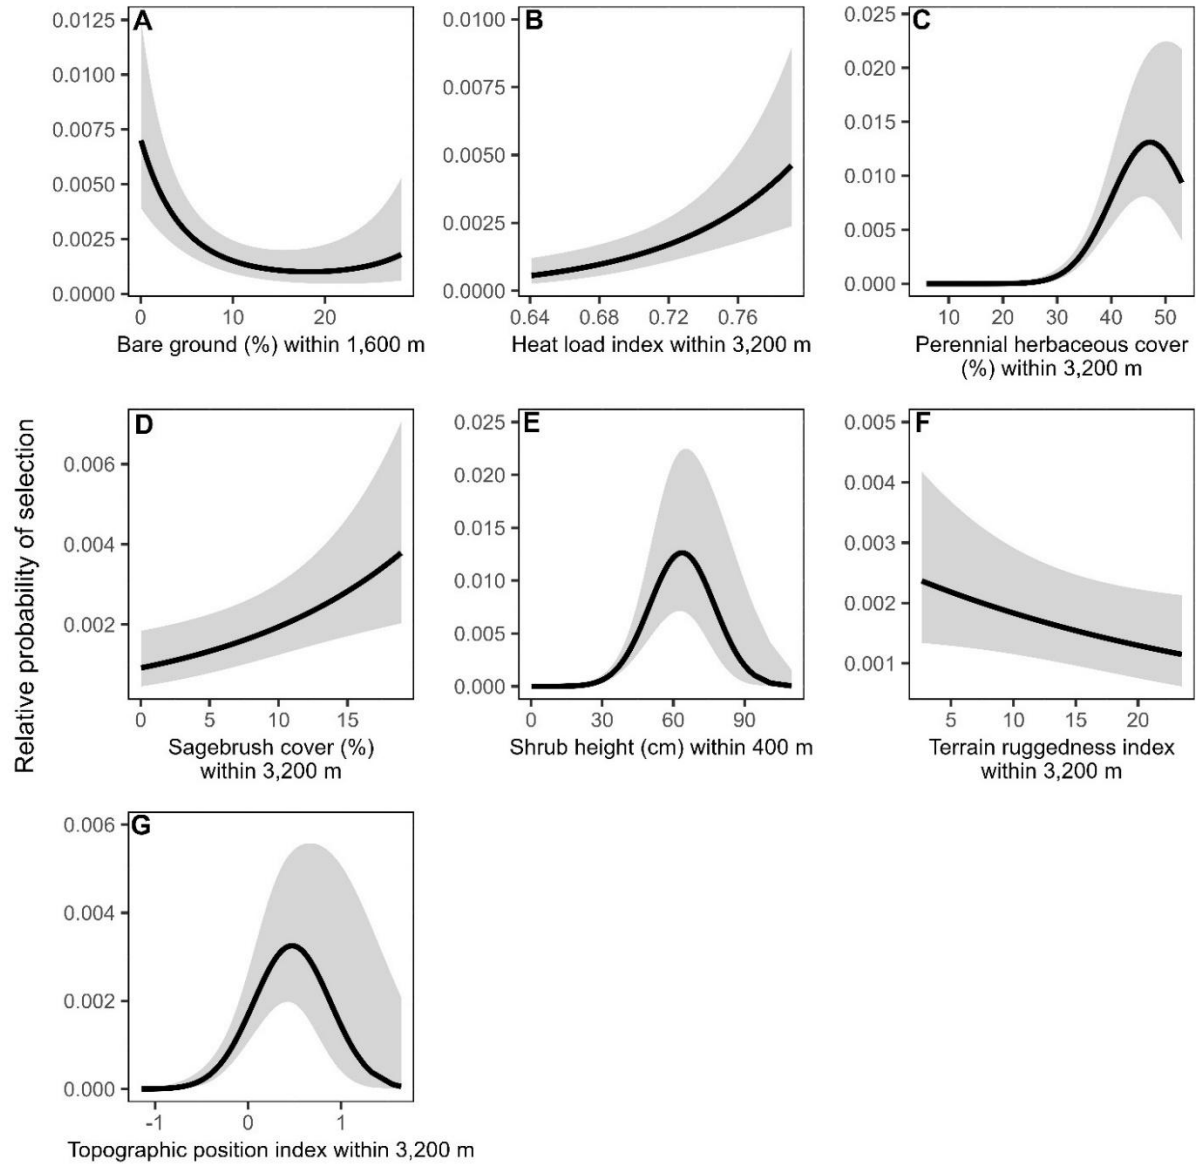 A
0.0125
0.0100
0.0075
0.0050
0.0025
0.0000
0 10 20
Bare ground (%) within 1,600 m
B
0.0100
0.0075
0.0050
0.0025
0.0000
0.64 0.68 0.72 0.76
Heat load index within 3,200 m
C
0.025
0.020
0.015
0.010
0.005
0.000
10 20 30 40 50
Perennial herbaceous cover
(%) within 3,200 m
Relative probability of selection
D
0.006
0.004
0.002
0 5 10 15
Sagebrush cover (%)
within 3,200 m
E
0.025
0.020
0.015
0.010
0.005
0.000
0 30 60 90
Shrub height (cm) within 400 m
F
0.005
0.004
0.003
0.002
0.001
5 10 15 20
Terrain ruggedness index
within 3,200 m
G
0.006
0.004
0.002
0.000
-1 0 1
Topographic position index within 3,200 m